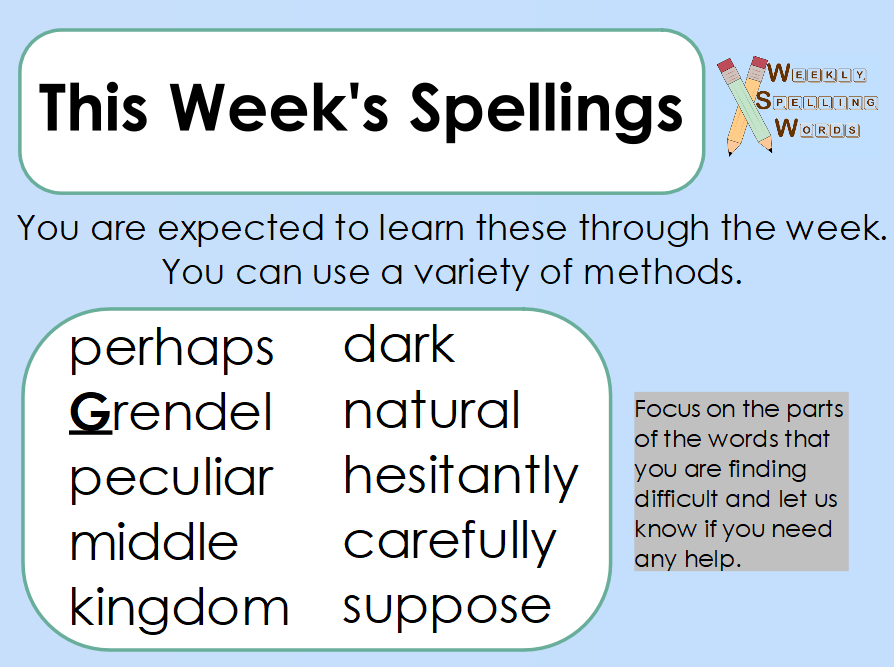 This Week's Spellings
WEEKLY
SPELLING
WORDS
You are expected to learn these through the week.
You can use a variety of methods.
perhaps
Grendel
peculiar
middle
kingdom
dark
natural
hesitantly
carefully
suppose
Focus on the parts
of the words that
you are finding
difficult and let us
know if you need
any help.